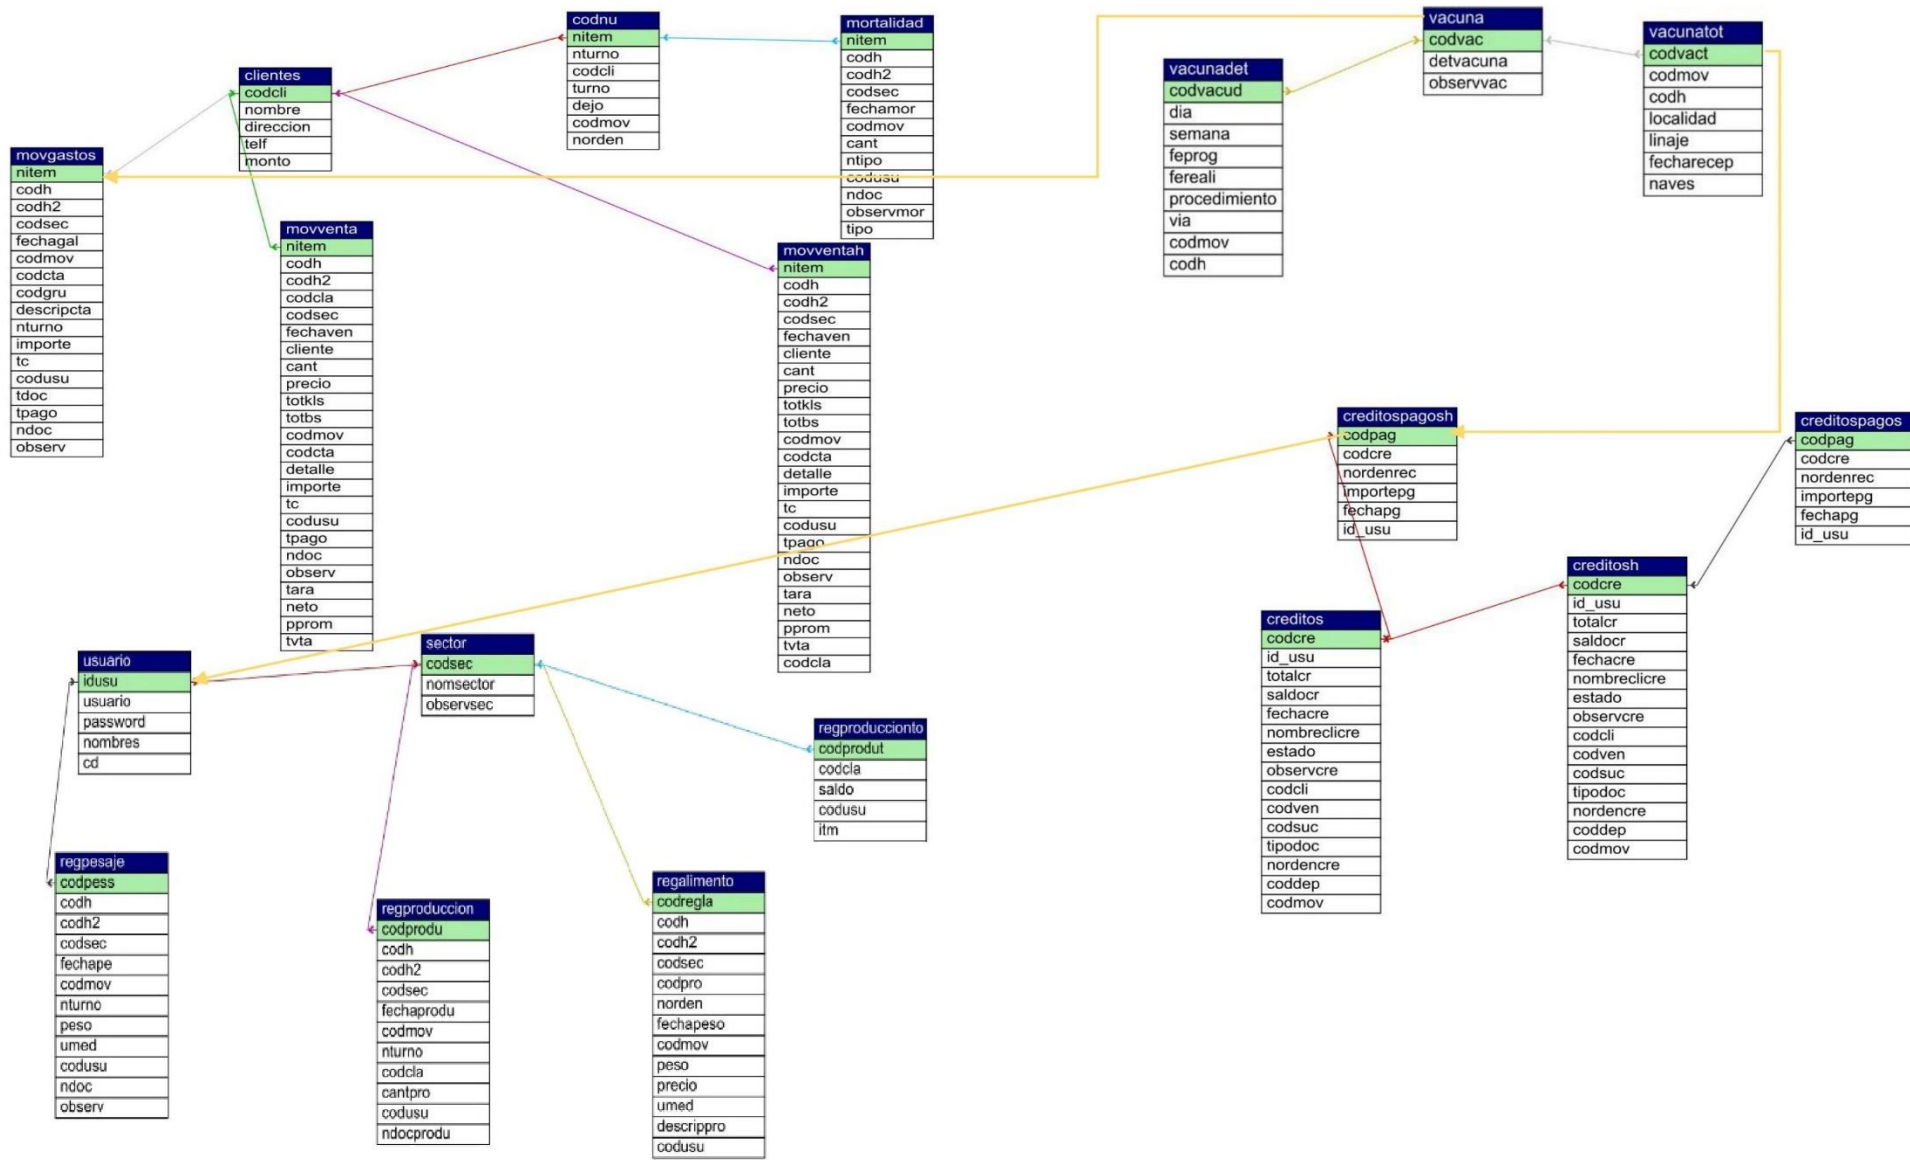 codnu
nitem
nturno
codcli
turno
dejo
codmov
norden
mortalidad
nitem
codh
codh2
codsec
fechamor
codmov
cant
ntipo
codusu
ndoc
observmor
tipo
vacuna
codvac
detvacuna
observvac
vacunatot
codvact
codmov
codh
localidad
linaje
fecharecep
naves
vacunadet
codvacud
dia
semana
feprog
fereali
procedimiento
via
codmov
codh
clientes
codcli
nombre
direccion
telf
monto
movgastos
nitem
codh
codh2
codsec
fechagal
codmov
codcta
codgru
descripcta
nturno
importe
tc
codusu
tdoc
tpago
ndoc
observ
movventa
nitem
codh
codh2
codcla
codsec
fechaven
cliente
cant
precio
totkls
totbs
codmov
codcta
detalle
importe
tc
codusu
tpago
ndoc
observ
tara
neto
pprom
tvta
movventah
nitem
codh
codh2
codsec
fechaven
cliente
cant
precio
totkls
totbs
codmov
codcta
detalle
importe
tc
codusu
tpago
ndoc
observ
tara
neto
pprom
tvta
codcla
creditospagosh
codpag
codcre
nordenrec
importepg
fechapg
id_usu
creditospagos
codpag
codcre
nordenrec
importepg
fechapg
id_usu
creditosh
codcre
id_usu
totalcr
saldocr
fechacre
nombreclicre
estado
observcre
codcli
codven
codsuc
tipodoc
nordencre
coddep
codmov
creditos
codcre
id_usu
totalcr
saldocr
fechacre
nombreclicre
estado
observcre
codcli
codven
codsuc
tipodoc
nordencre
coddep
codmov
usuario
idusu
usuario
password
nombres
cd
sector
codsec
nomsector
observsec
regproduccionto
codprodut
codcla
saldo
codusu
itm
regpesaje
codpess
codh
codh2
codsec
fechape
codmov
nturno
peso
umed
codusu
ndoc
observ
regproduccion
codprodu
codh
codh2
codsec
fechaprodu
codmov
nturno
codcla
cantpro
codusu
ndocprodu
regalimento
codregla
codh
codh2
codsec
codpro
norden
fechapeso
codmov
peso
precio
umed
descrippro
codusu